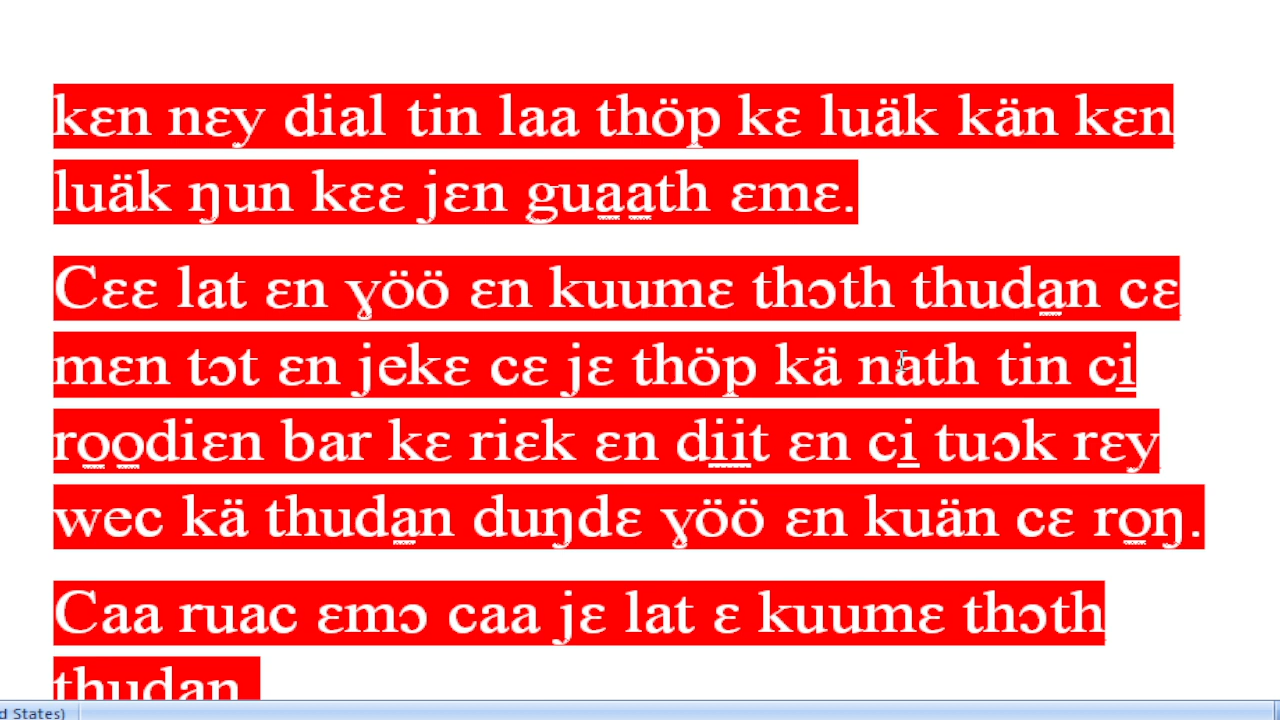 kɛn nɛy dial tin laa thöp kɛ luäk kän kɛn
luäk ŋun kɛɛ jɛn gua̱a̱th ɛmɛ.
Cɛɛ lat ɛn ɣöö ɛn kuumɛ thɔth thuda̱n cɛ
mɛn tɔt ɛn jekɛ cɛ jɛ thöp kä nath tin ci̱
ro̱o̱diɛn bar kɛ riɛk ɛn di̱i̱t ɛn ci̱ tuɔk rɛy
wec kä thuda̱n duŋdɛ ɣöö ɛn kuän cɛ ro̱ŋ.
Caa ruac ɛmɔ caa jɛ lat ɛ kuumɛ thɔth
thudan.
d States)